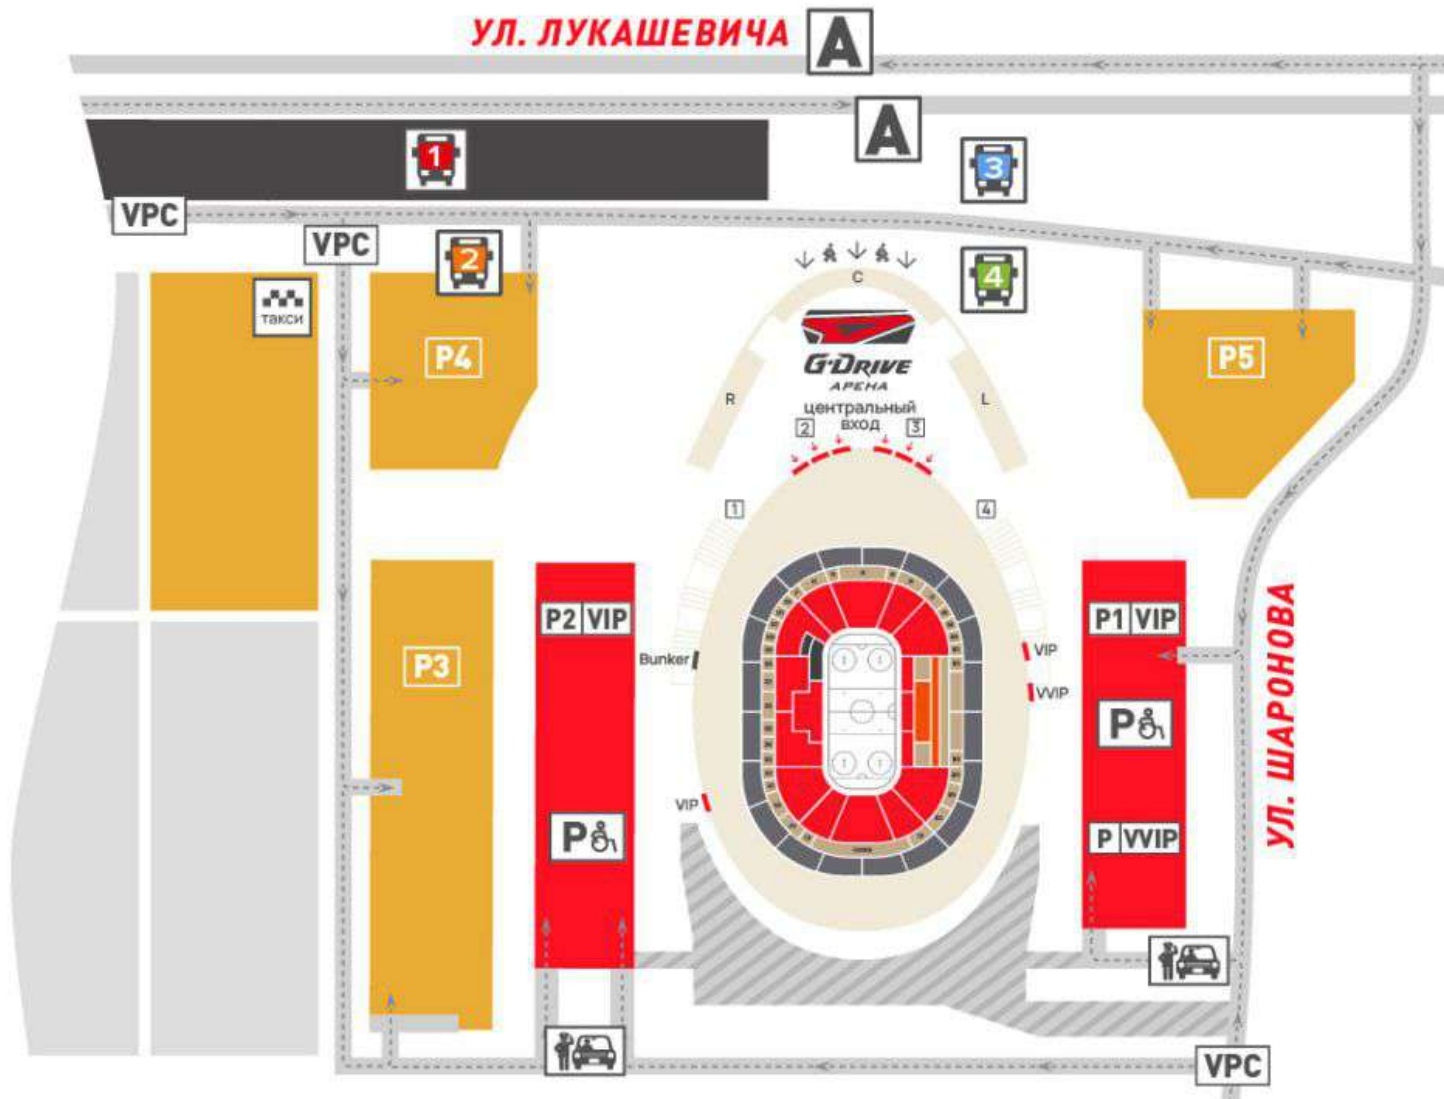 УЛ. ЛУКАШЕВИЧА
A
A
1
3
VPC
VPC
2
4
такси
C
P4
G-DRIVE
АРЕНА
P5
R
L
центральный
вход
2
3
1
4
P2 VIP
P1 VIP
Bunker
VIP
P3
VVIP
P
УЛ. ШАРОНОВА
VIP
P
P VVIP
VPC